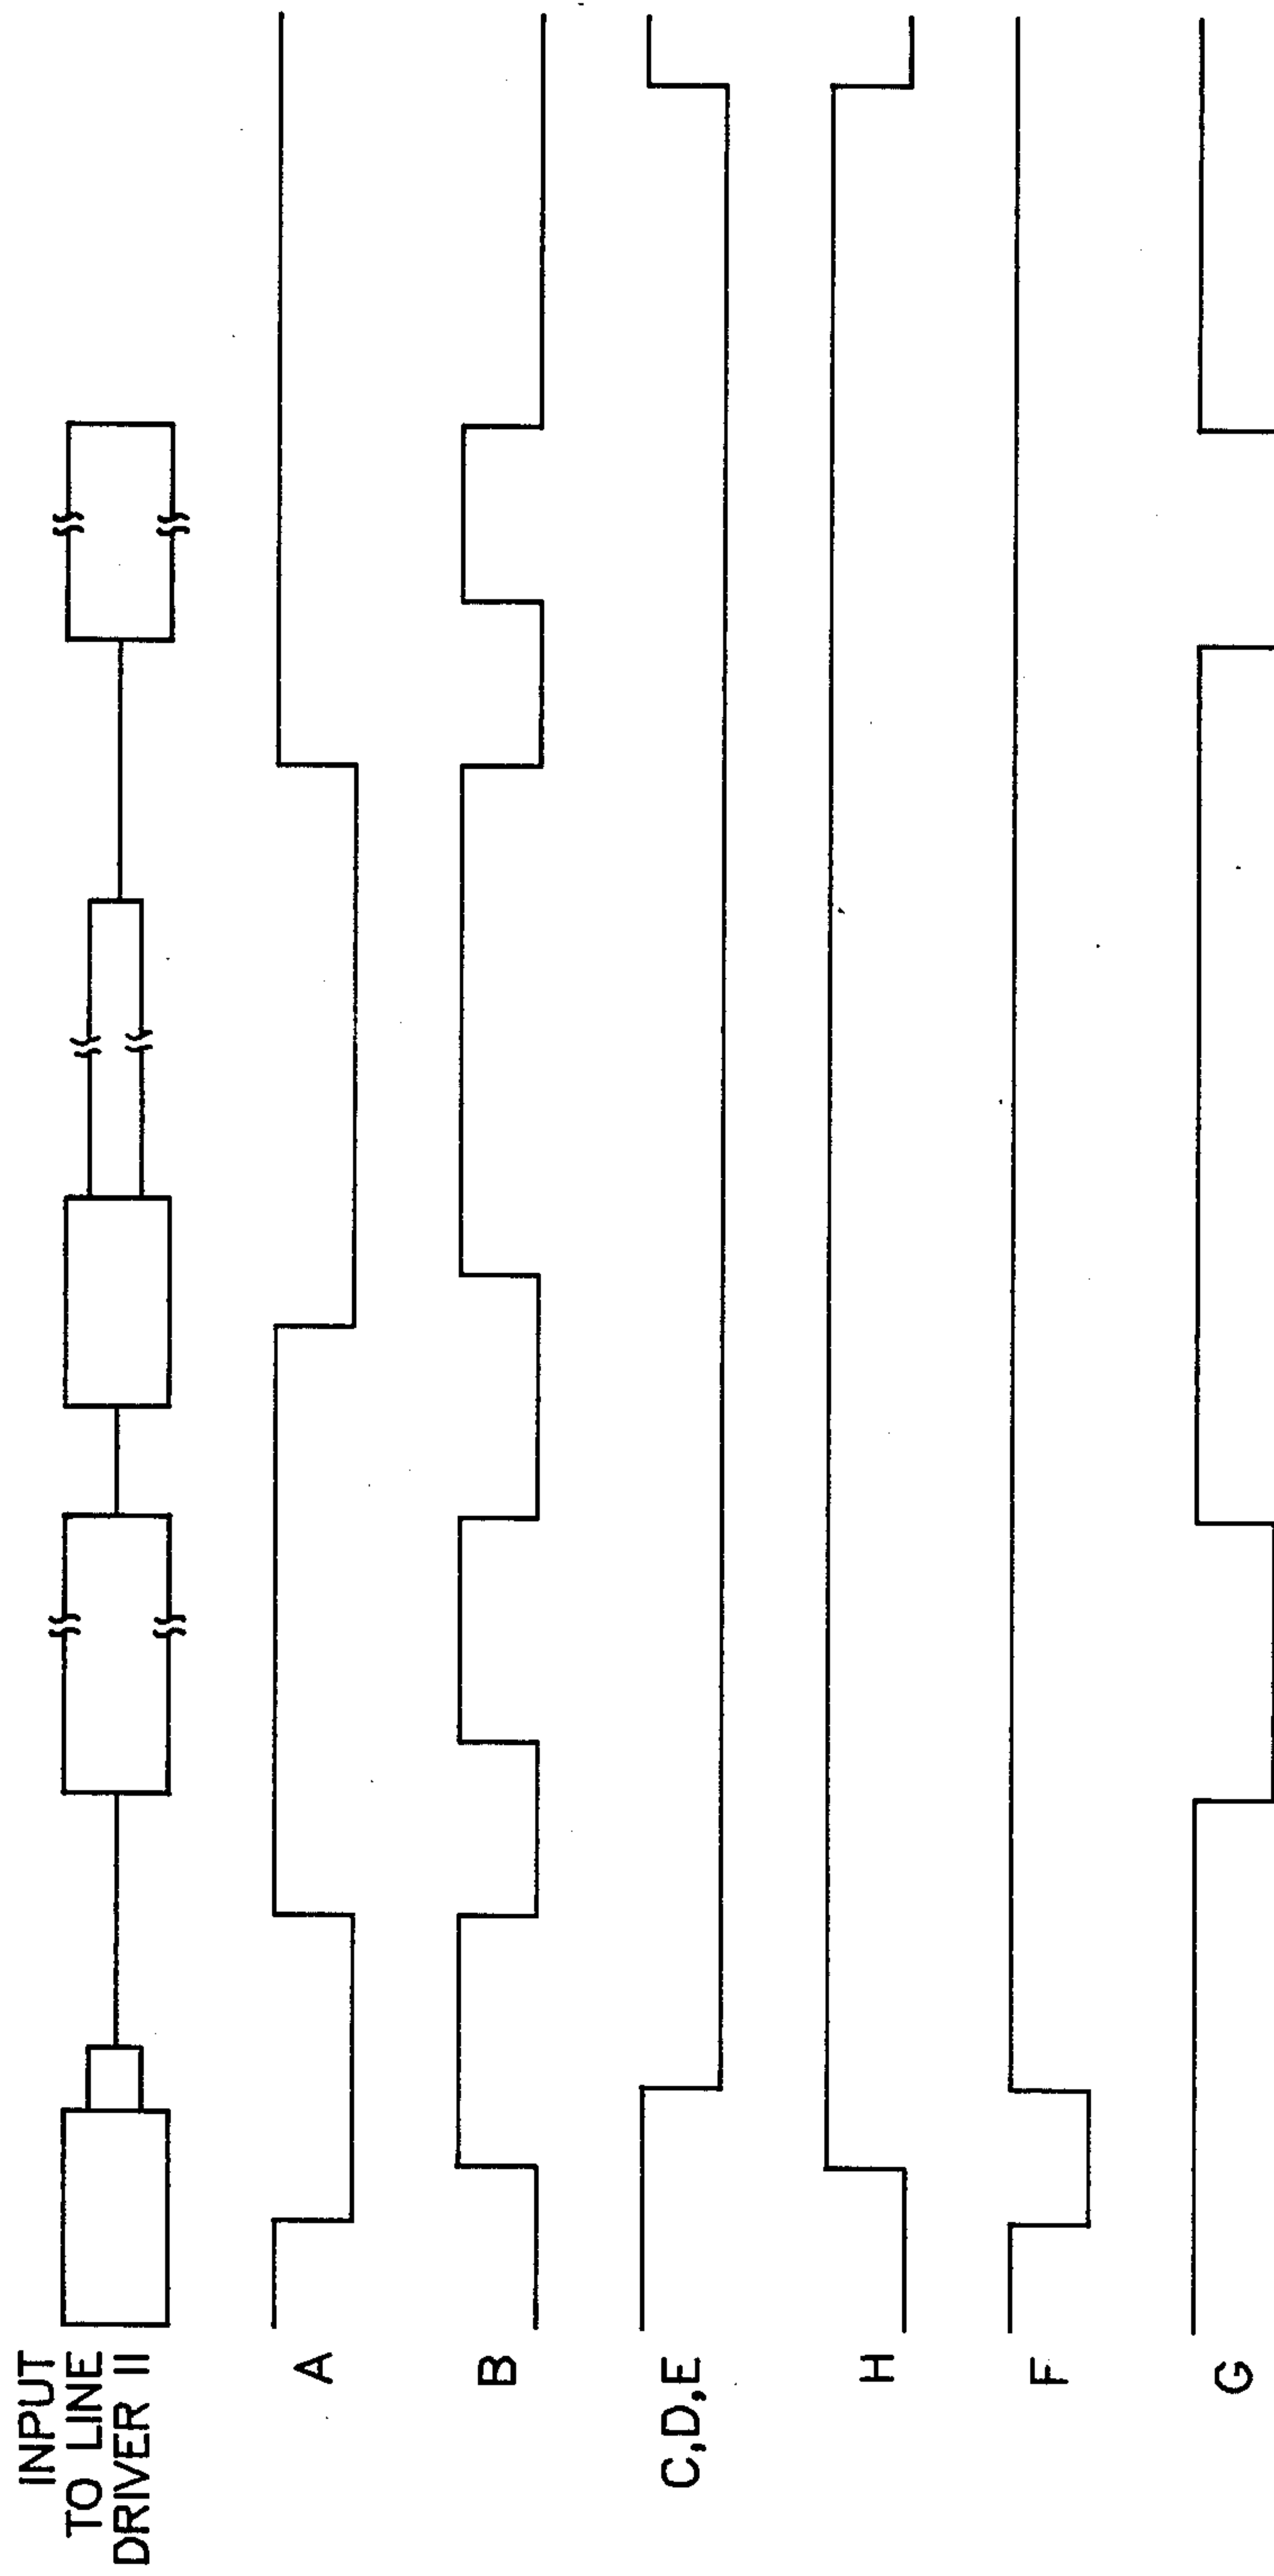 INPUT
TO LINE
DRIVER II
A
B
C,D,E
H
F
G